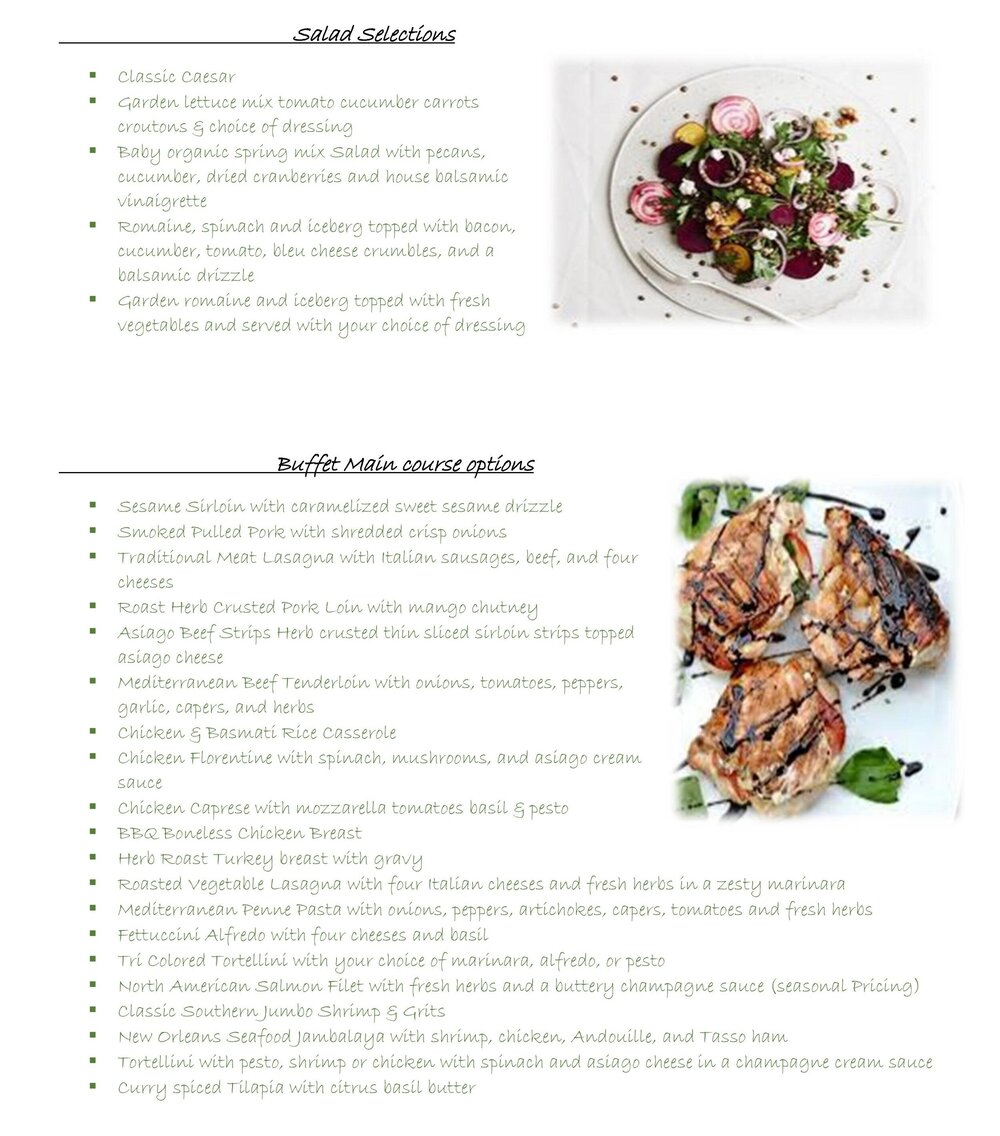 Salad Selections
Classic Caesar
Garden lettuce mix tomato cucumber carrots
croutons & choice of dressing
Baby organic spring mix Salad with pecans,
cucumber, dried cranberries and house balsamic
vinaigrette
Romaine, spinach and iceberg topped with bacon,
cucumber, tomato, bleu cheese crumbles, and a
balsamic drizzle
Garden romaine and iceberg topped with fresh
vegetables and served with your choice of dressing
Buffet Main course options
Sesame Sirloin with caramelized sweet sesame drizzle
Smoked Pulled Pork with shredded crisp onions
Traditional Meat Lasagna with Italian sausages, beef, and four
cheeses
Roast Herb Crusted Pork Loin with mango chutney
Asiago Beef Strips Herb crusted thin sliced sirloin strips topped
asiago cheese
Mediterranean Beef Tenderloin with onions, tomatoes, peppers,
garlic, capers, and herbs
Chicken & Basmati Rice Casserole
Chicken Florentine with spinach, mushrooms, and asiago cream
sauce
Chicken Caprese with mozzarella tomatoes basil & pesto
BBQ Boneless Chicken Breast
Herb Roast Turkey breast with gravy
Roasted Vegetable Lasagna with four Italian cheeses and fresh herbs in a zesty marinara
Mediterranean Penne Pasta with onions, peppers, artichokes, capers, tomatoes and fresh herbs
Fettuccini Alfredo with four cheeses and basil
Tri Colored Tortellini with your choice of marinara, alfredo, or pesto
North American Salmon Filet with fresh herbs and a buttery champagne sauce (seasonal Pricing)
Classic Southern Jumbo Shrimp & Grits
New Orleans Seafood Jambalaya with shrimp, chicken, Andouille, and Tasso ham
Tortellini with pesto, shrimp or chicken with spinach and asiago cheese in a champagne cream sauce
Curry spiced Tilapia with citrus basil butter